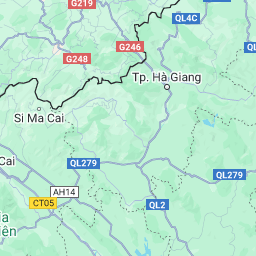 G219
QL4C
G246
G248
Tp. Hà Giang
Si Ma Cai
Cai
QL279
QL279
AH14
CT05
QL2
ên